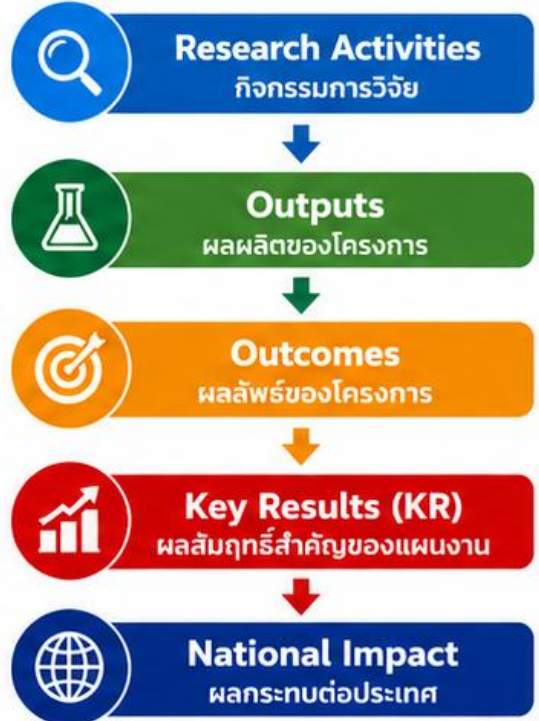 Research Activities
กิจกรรมการวิจัย
Outputs
ผลผลิตของโครงการ
Outcomes
ผลลัพธ์ของโครงการ
Key Results (KR)
ผลสัมฤทธิ์สำคัญของแผนงาน
National Impact
ผลกระทบต่อประเทศ